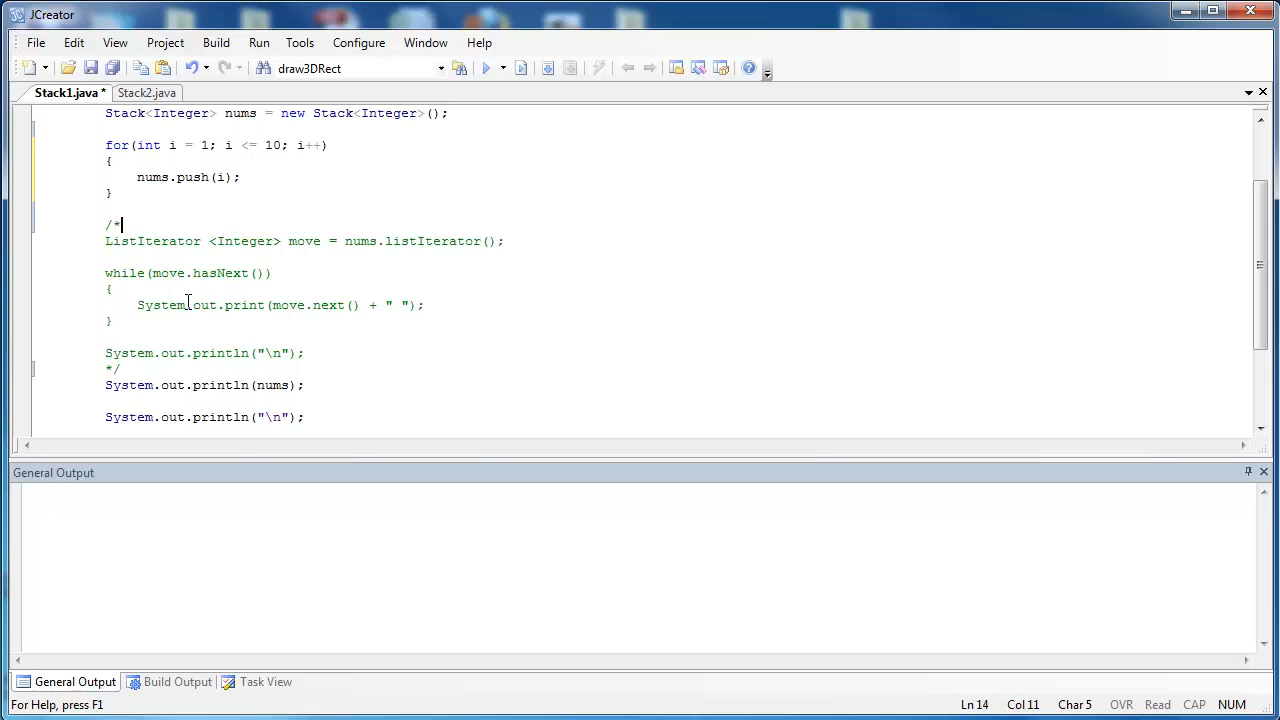 JCreator
File Edit View Project Build Run Tools Configure Window Help
draw3DRect
Stack1.java * Stack2.java
Stack<Integer> nums = new Stack<Integer>();
for(int i = 1; i <= 10; i++)
{
nums.push(i);
}
/*
ListIterator <Integer> move = nums.listIterator();
while(move.hasNext())
{
System.out.print(move.next() + " ");
}
System.out.println("\n");
*/
System.out.println(nums);
System.out.println("\n");
General Output
General Output Build Output Task View
For Help, press F1 Ln 14 Col 11 Char 5 OVR Read CAP NUM